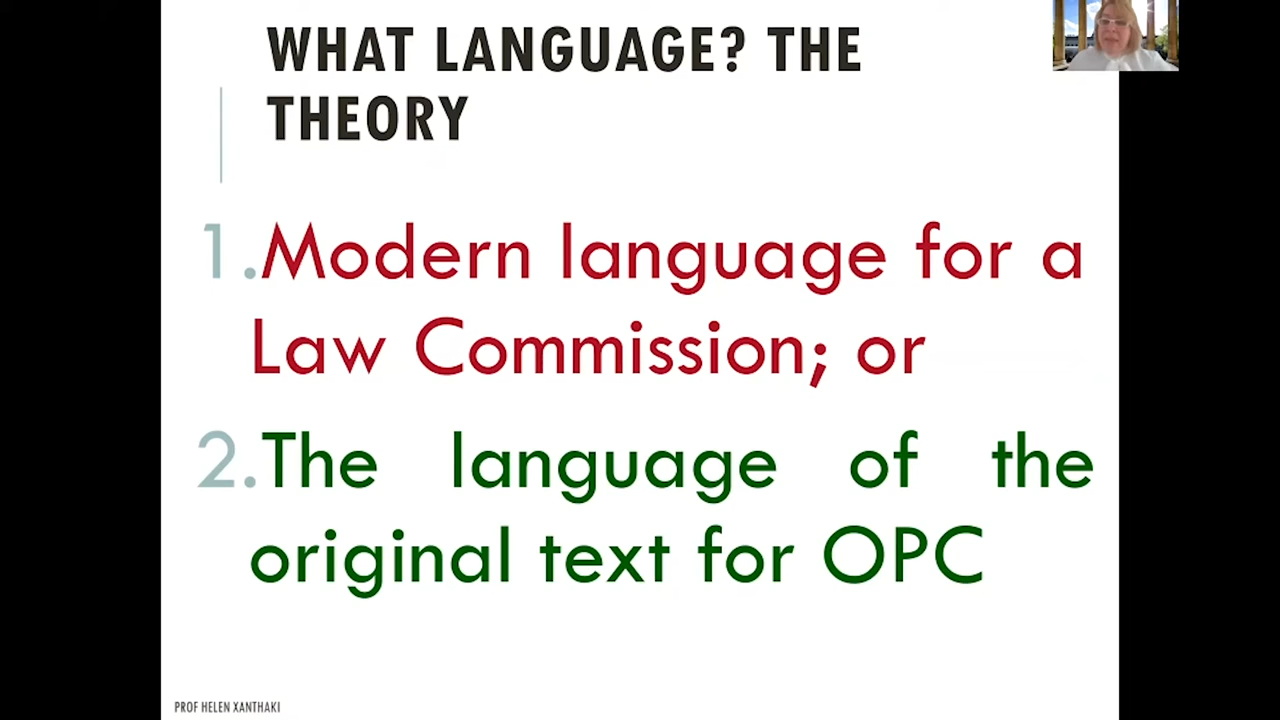 WHAT LANGUAGE? THE
THEORY
1.Modern language for a
Law Commission; or
2.The language of the
original text for OPC
PROF HELEN XANTHAKI